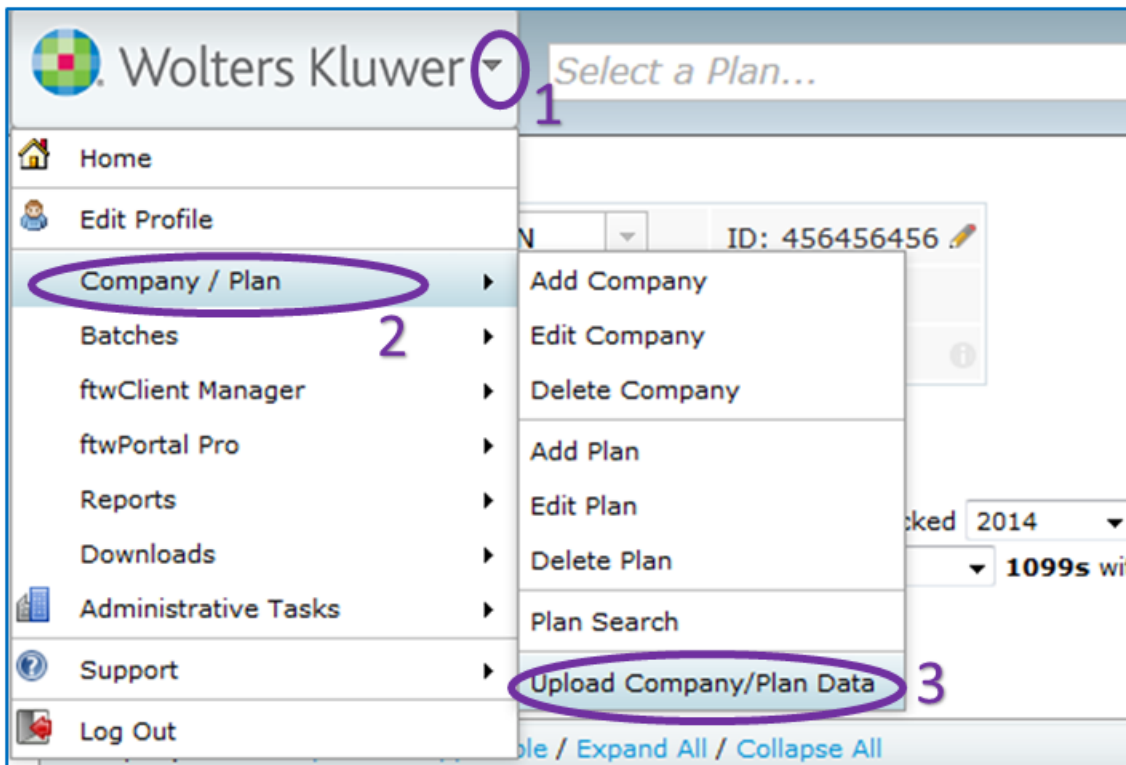 Wolters Kluwer
1
Select a Plan...
Home
Edit Profile
N
ID: 456456456
Company / Plan
2
Batches
ftwClient Manager
ftwPortal Pro
Reports
Downloads
Administrative Tasks
Support
Log Out
Add Company
Edit Company
Delete Company
Add Plan
Edit Plan
Delete Plan
Plan Search
Upload Company/Plan Data
3
cked 2014
1099s wi
ble / Expand All / Collapse All